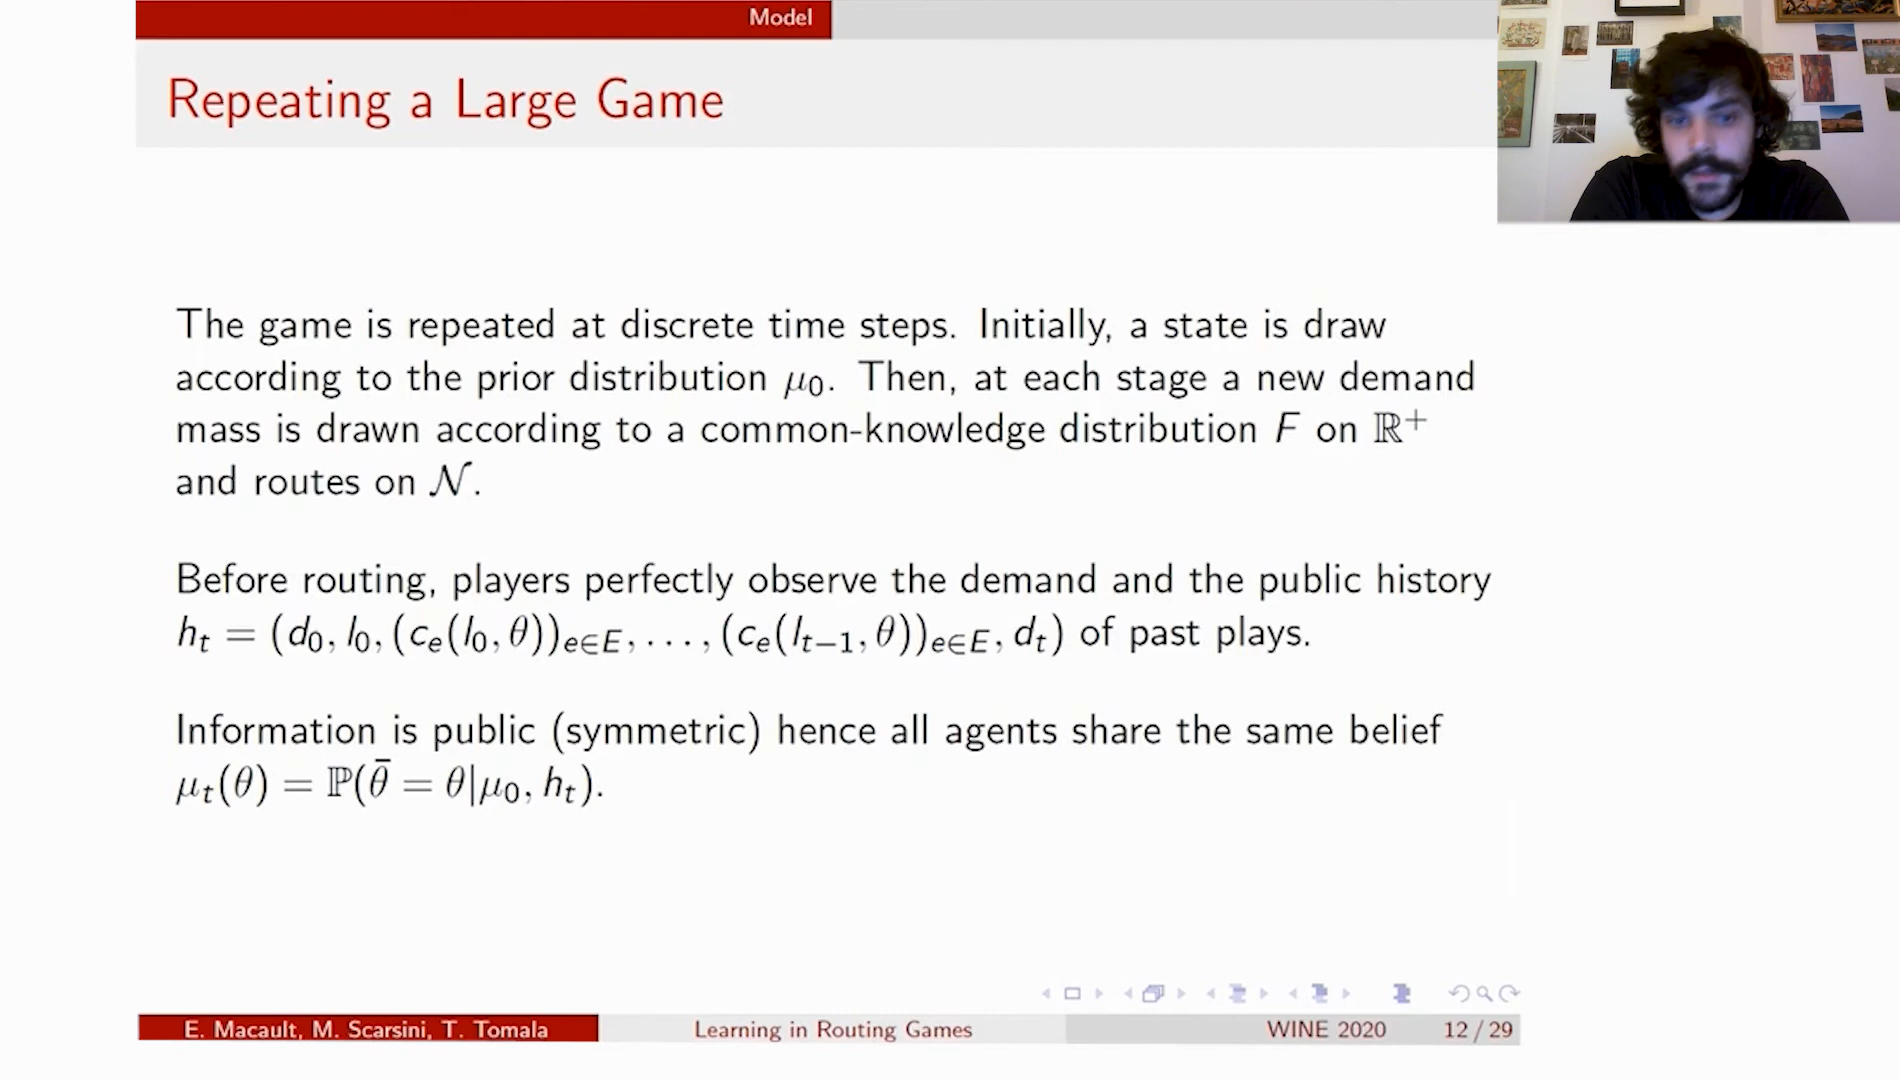 Model
Repeating a Large Game
The game is repeated at discrete time steps. Initially, a state is draw
according to the prior distribution μ₀. Then, at each stage a new demand
mass is drawn according to a common-knowledge distribution F on ℝ⁺
and routes on 𝒩.
Before routing, players perfectly observe the demand and the public history
hₜ = (d₀, l₀, (cₑ(l₀, θ))ₑ∈E, . . . , (cₑ(lₜ₋₁, θ))ₑ∈E, dₜ) of past plays.
Information is public (symmetric) hence all agents share the same belief
μₜ(θ) = ℙ(θ̄ = θ|μ₀, hₜ).
E. Macault, M. Scarsini, T. Tomala Learning in Routing Games WINE 2020 12 / 29